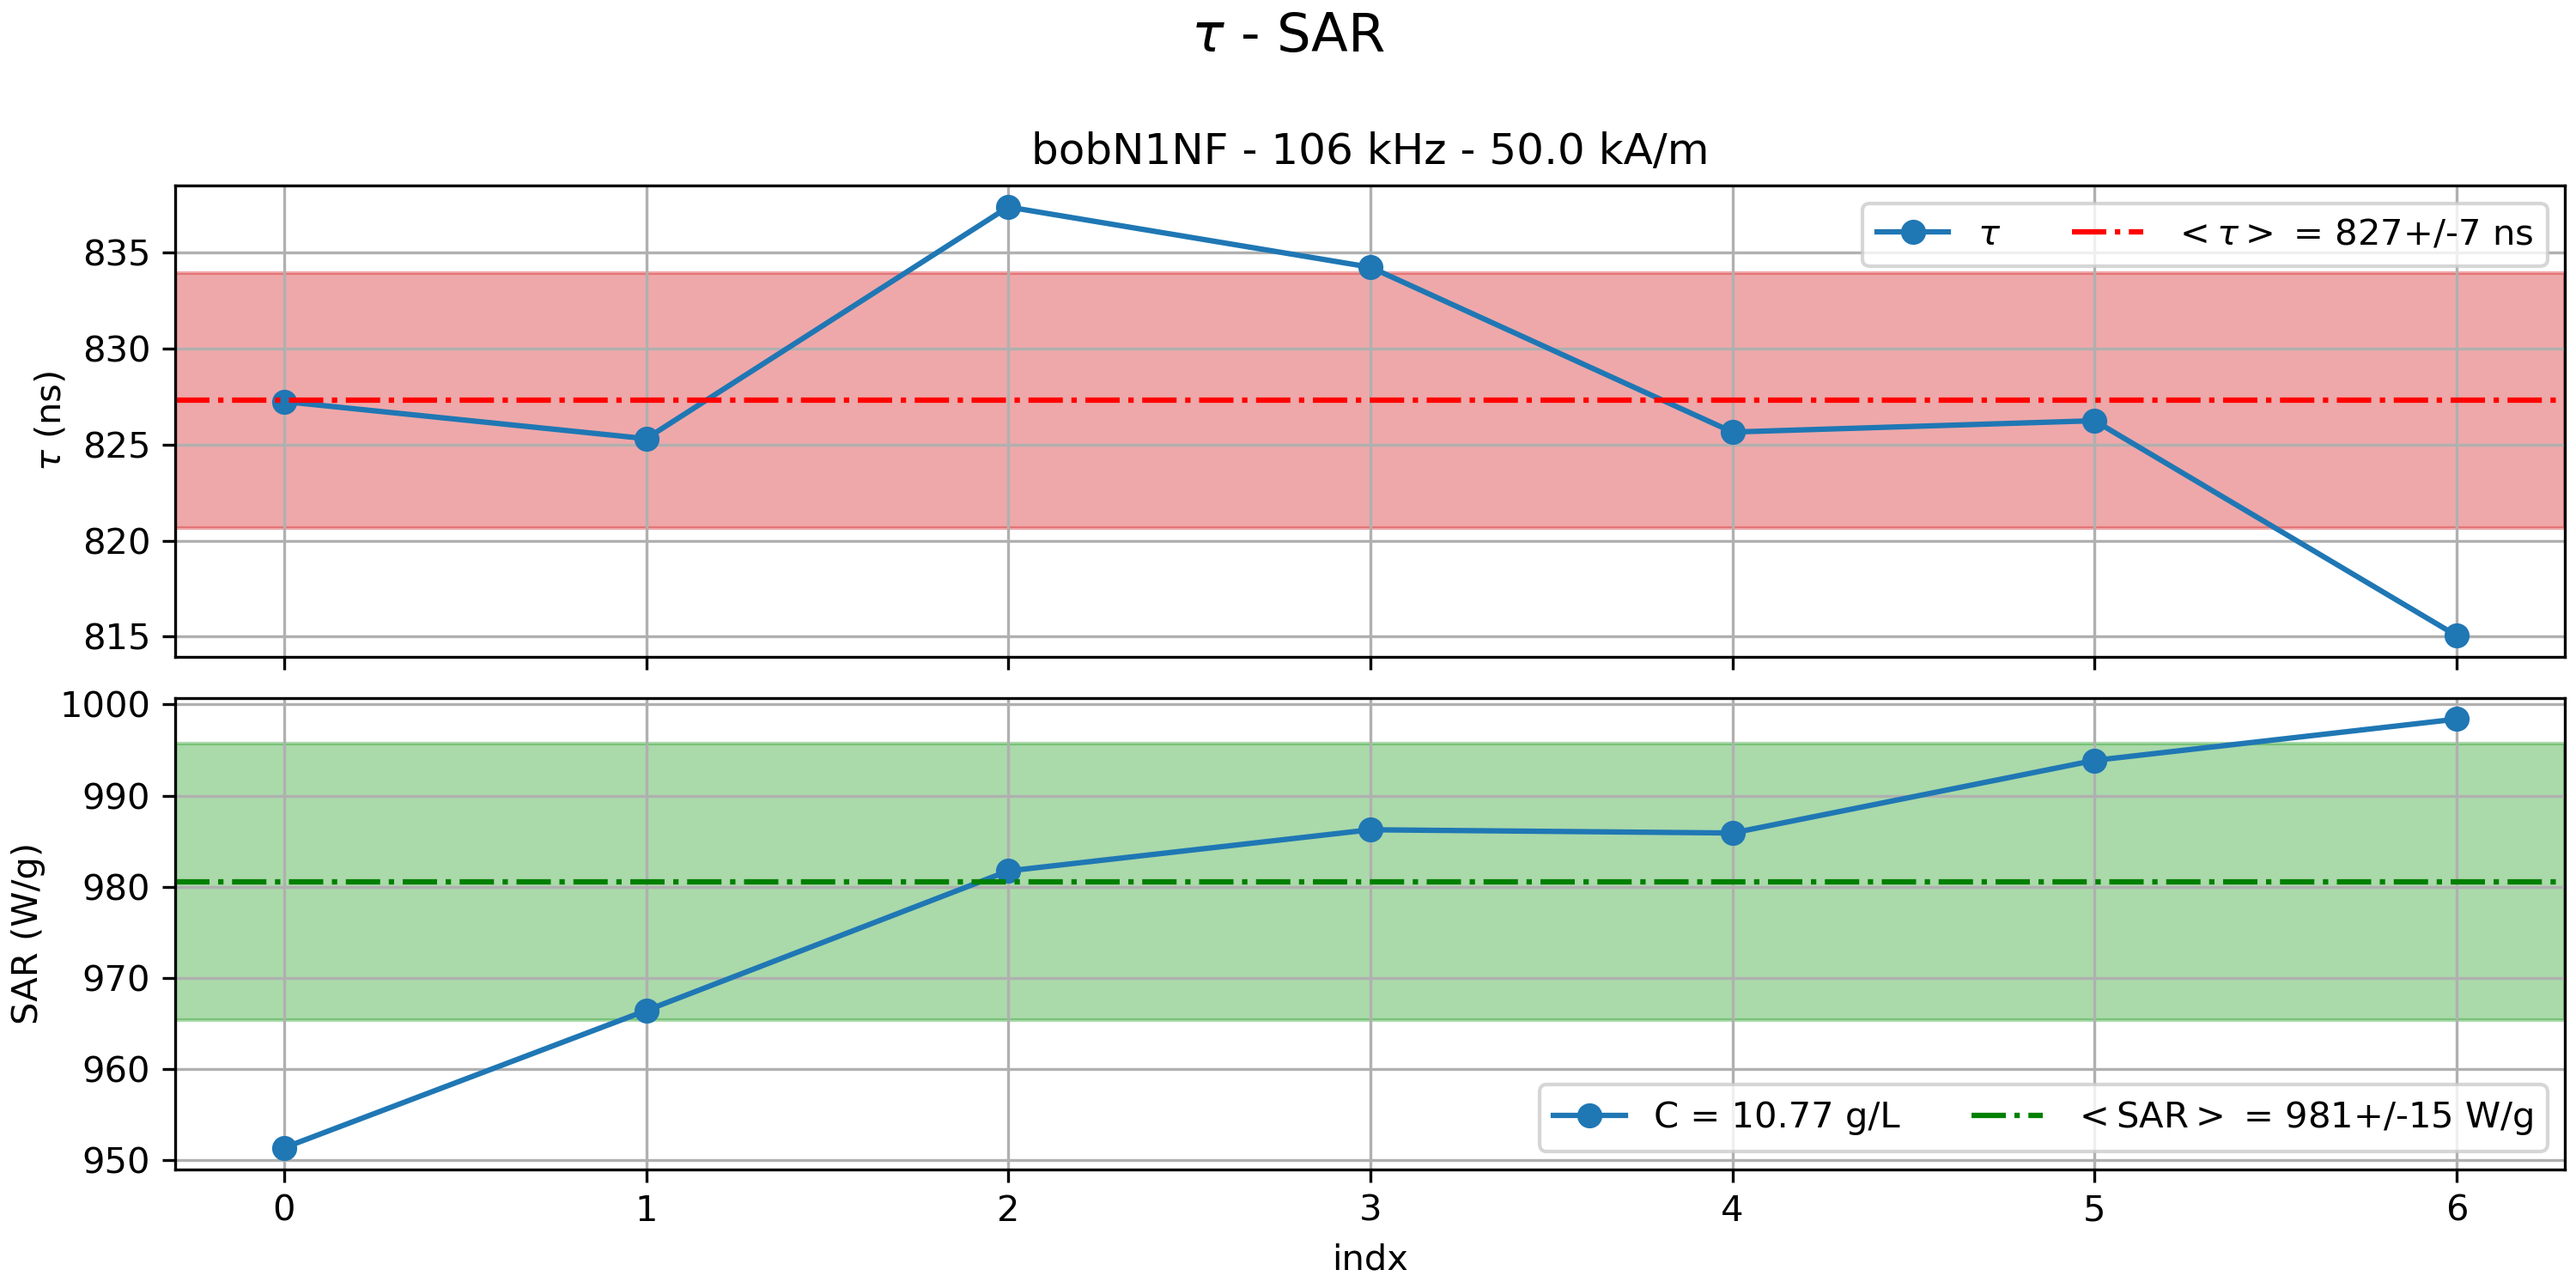 τ - SAR
bobN1NF - 106 kHz - 50.0 kA/m
τ <τ> = 827+/-7 ns
835
830
825
820
815
τ (ns)
1000
990
980
970
960
950
SAR (W/g)
C = 10.77 g/L <SAR> = 981+/-15 W/g
0 1 2 3 4 5 6
indx